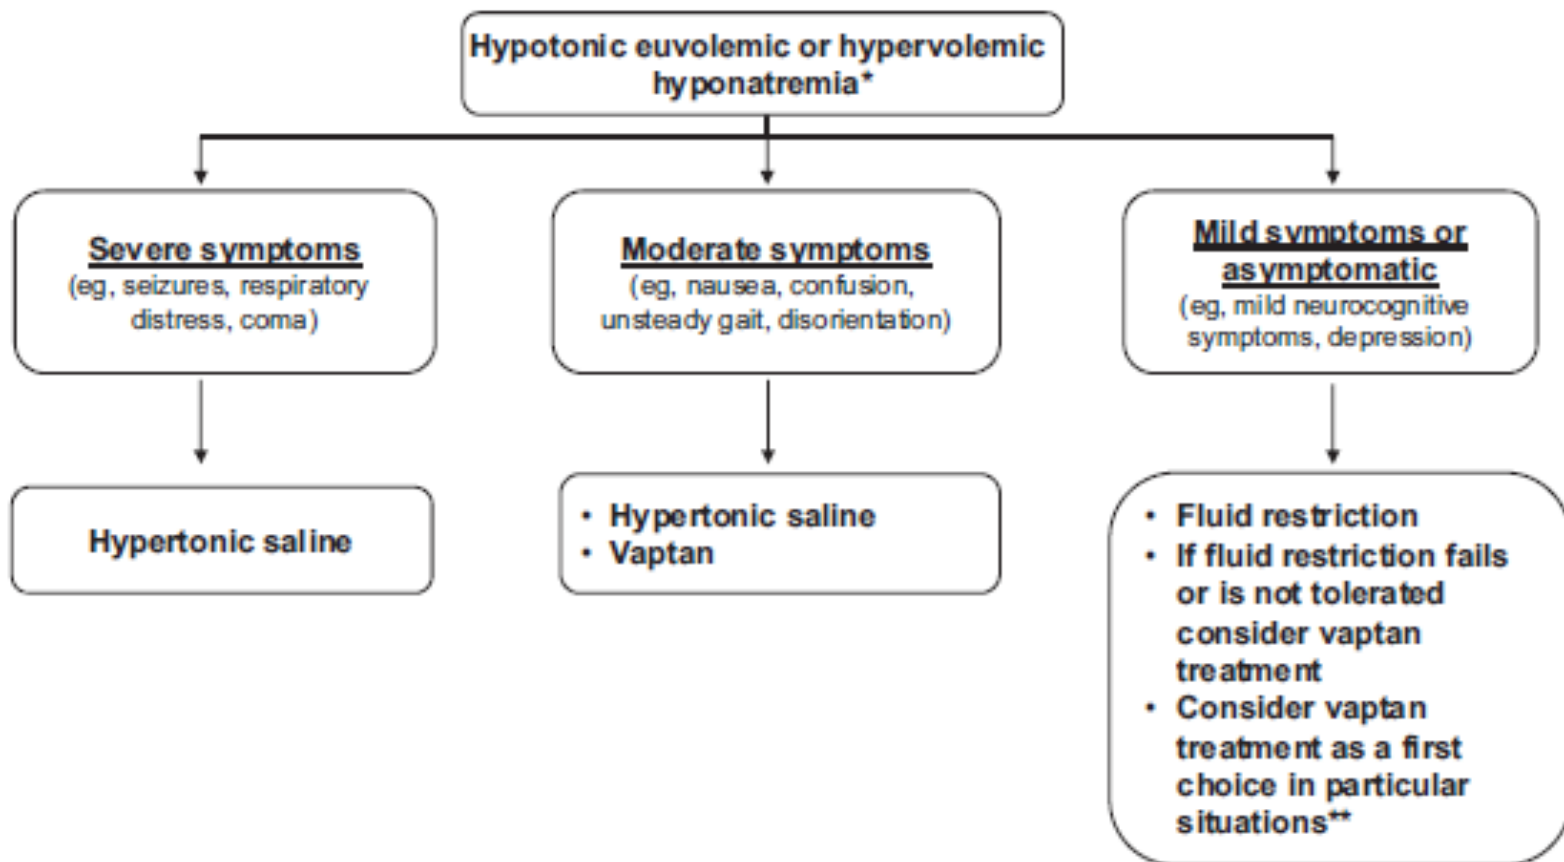 Hypotonic euvolemic or hypervolemic
hyponatremia*
Severe symptoms
(eg, seizures, respiratory
distress, coma)
Moderate symptoms
(eg, nausea, confusion,
unsteady gait, disorientation)
Mild symptoms or
asymptomatic
(eg, mild neurocognitive
symptoms, depression)
Hypertonic saline
• Hypertonic saline
• Vaptan
• Fluid restriction
• If fluid restriction fails
or is not tolerated
consider vaptan
treatment
• Consider vaptan
treatment as a first
choice in particular
situations**